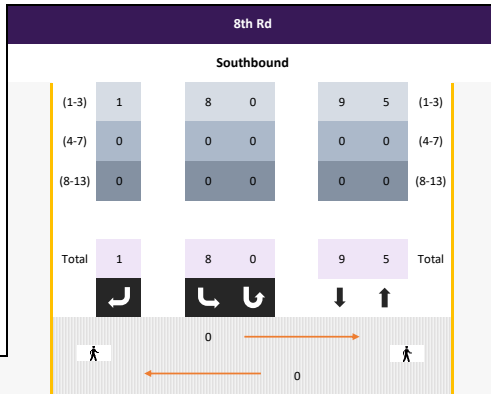 8th Rd
Southbound
(1-3) 1 8 0 9 5 (1-3)
(4-7) 0 0 0 0 0 (4-7)
(8-13) 0 0 0 0 0 (8-13)
Total 1 8 0 9 5 Total
0
0